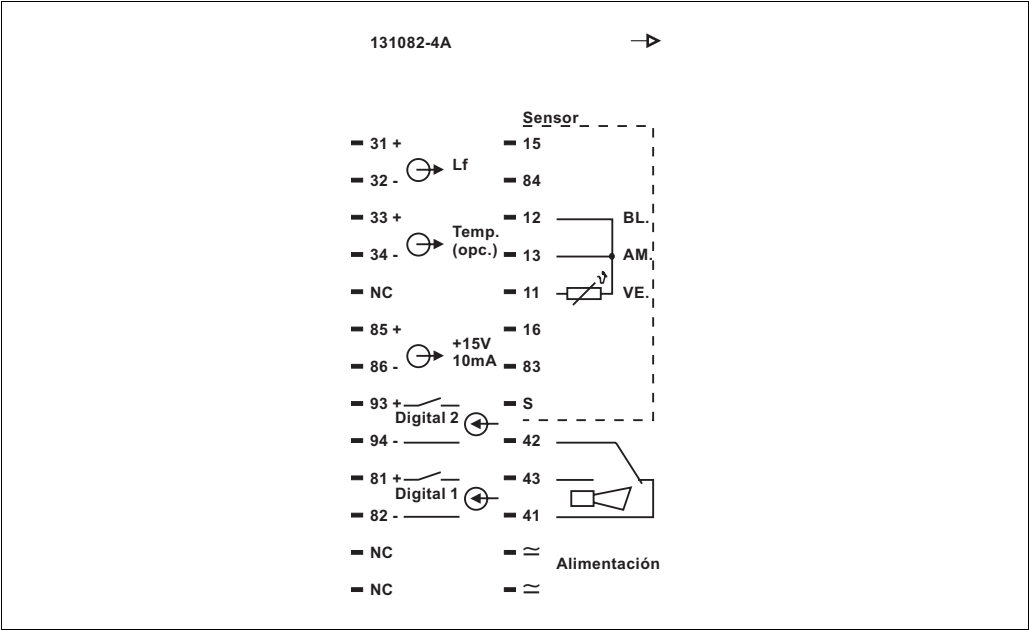 131082-4A
Sensor
31 +
Lf
15
32 -
84
33 +
Temp.
(opc.)
12
BL.
34 -
13
AM.
NC
11
ϑ
VE.
85 +
+15V
10mA
16
86 -
83
93 +
Digital 2
S
94 -
42
81 +
Digital 1
43
82 -
41
NC
≃
Alimentación
NC
≃